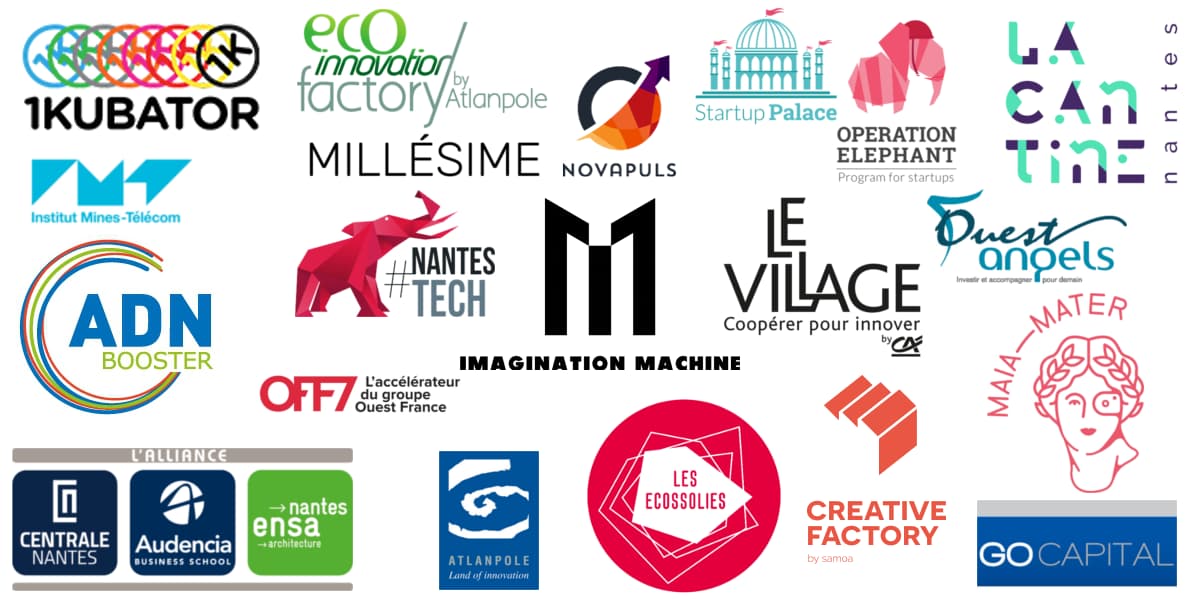 1K
1KUBATOR
eco
innovation
factory
by
Atlanpole
MILLÉSIME
NOVAPULS
Startup Palace
OPERATION
ELEPHANT
Program for startups
LA
CAN
TINE
nantes
IMT
Institut Mines-Télécom
ADN
BOOSTER
#NANTES
TECH
IMAGINATION MACHINE
LE
VILLAGE
Coopérer pour innover
by CA
Ouest
angels
Investir et accompagner pour demain
MAIA—MATER
OFF7
L'accélérateur
du groupe
Ouest France
L'ALLIANCE
CENTRALE
NANTES
Audencia
BUSINESS SCHOOL
→nantes
ensa
→architecture
ATLANPOLE
Land of innovation
LES
ECOSSOLIES
CREATIVE
FACTORY
by samoa
GO CAPITAL